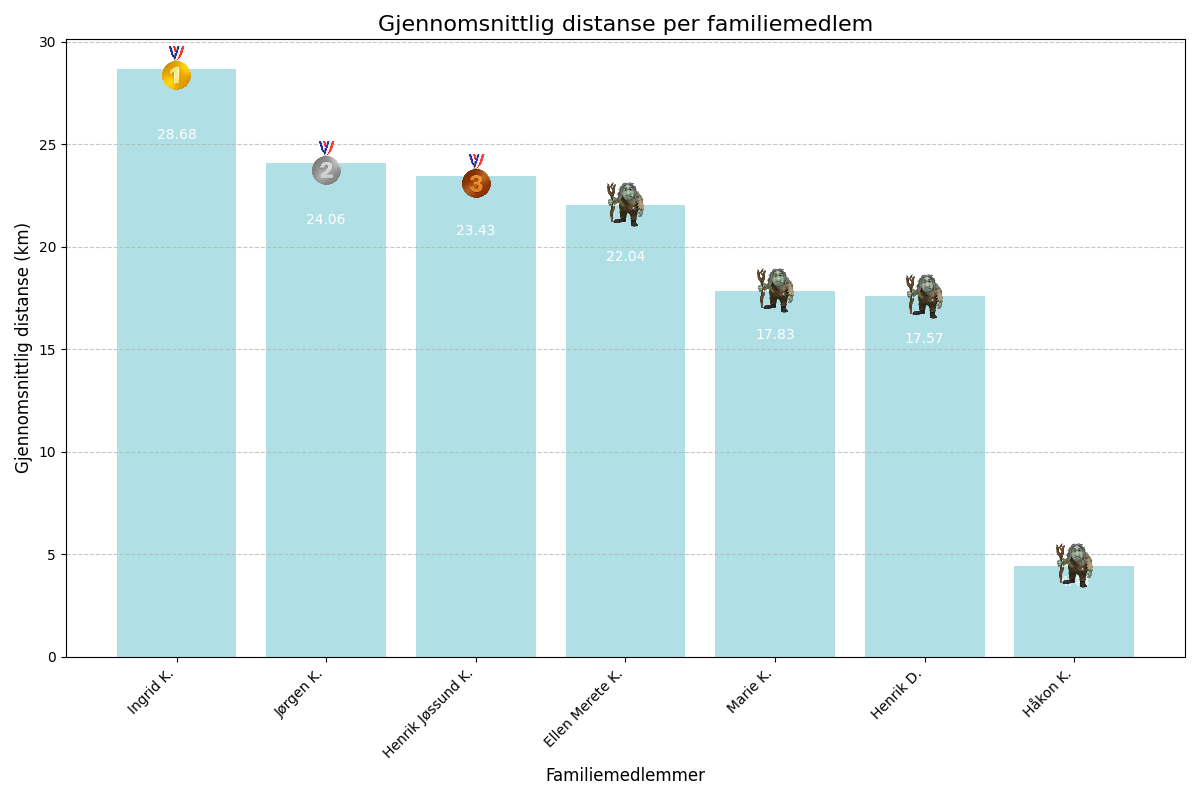 Gjennomsnittlig distanse per familiemedlem
Gjennomsnittlig distanse (km)
30
25
20
15
10
5
0
1
2
3
28.68
24.06
23.43
22.04
17.83
17.57
Ingrid K.
Jørgen K.
Henrik Jøssund K.
Ellen Merete K.
Marie K.
Henrik D.
Håkon K.
Familiemedlemmer